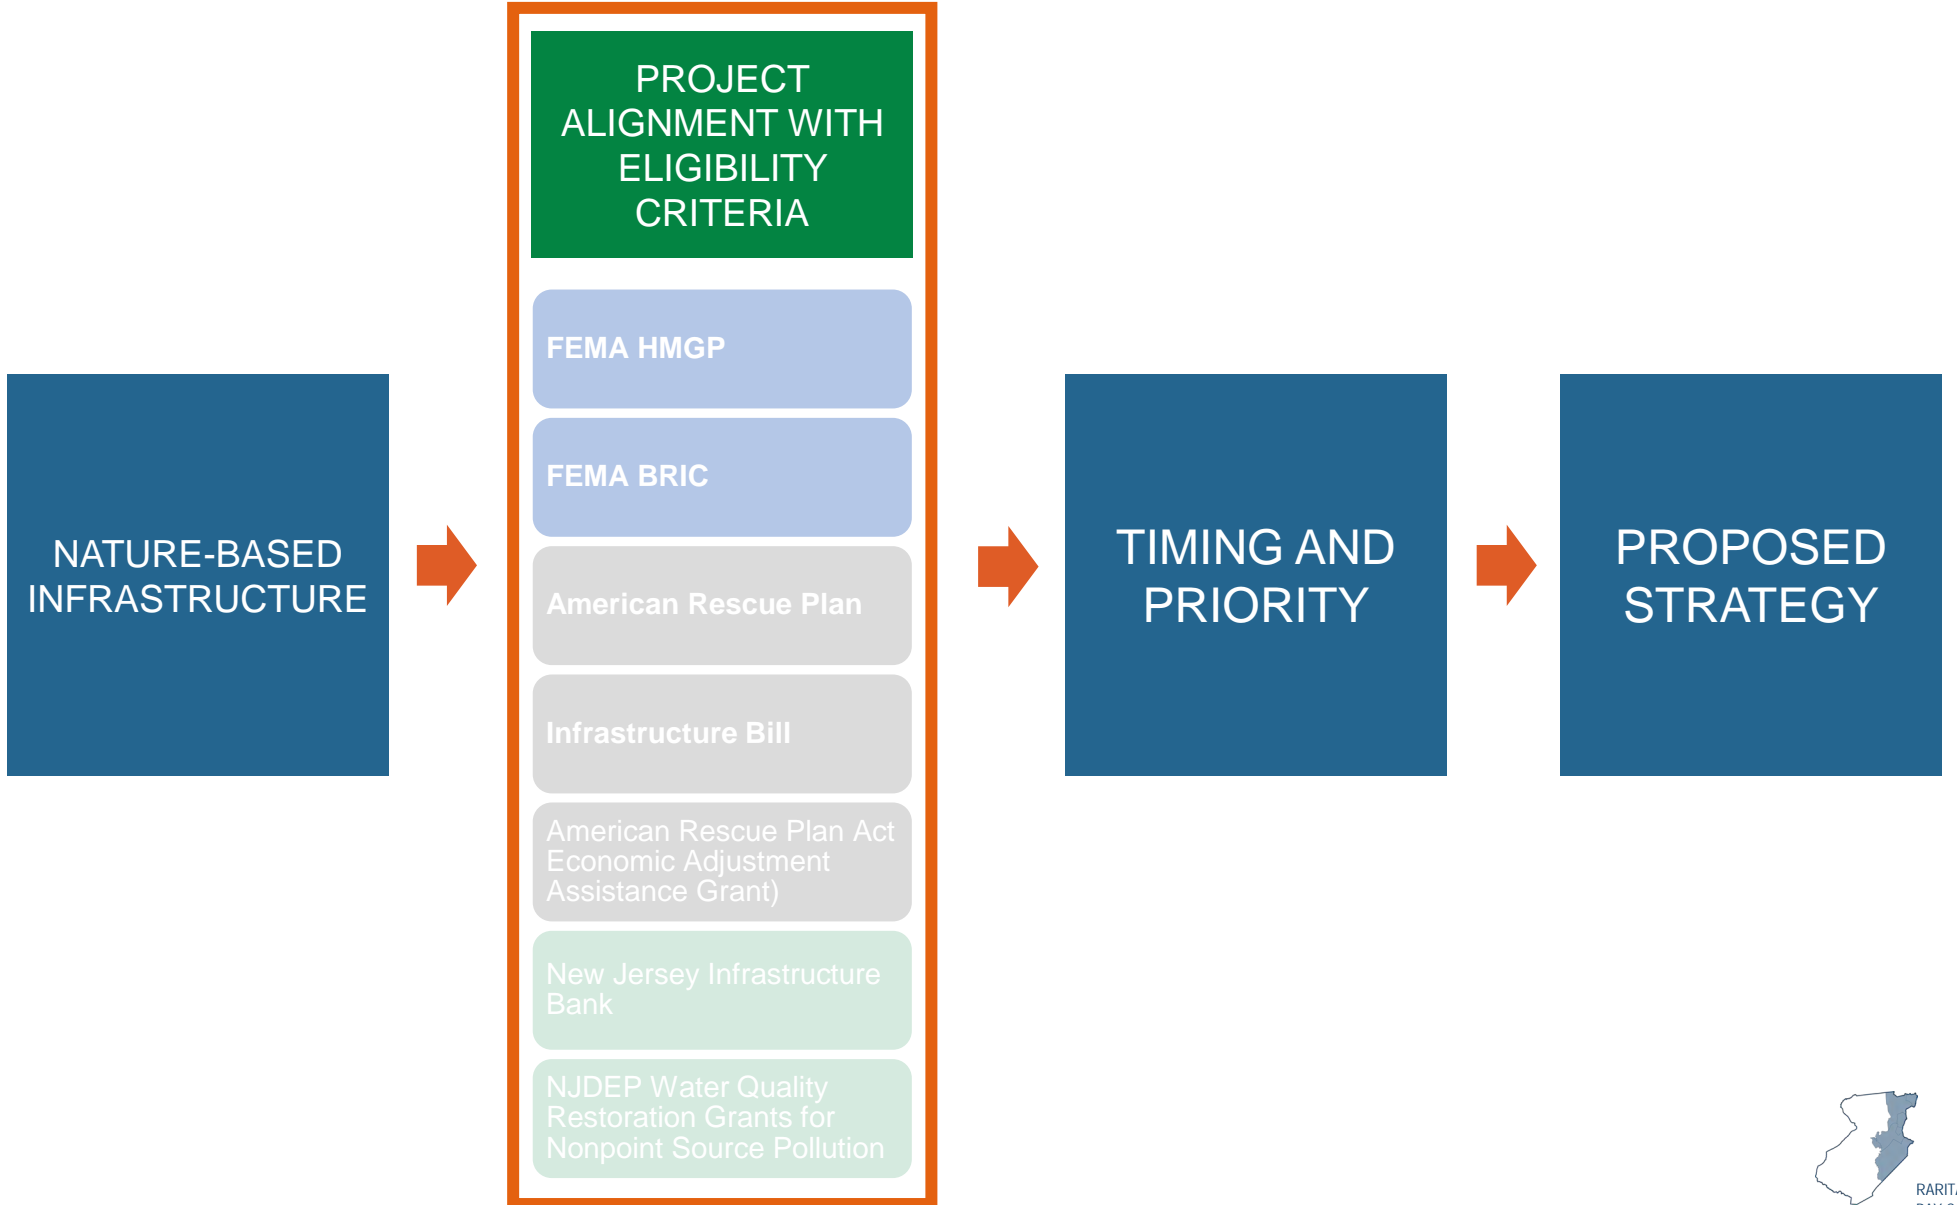 NATURE-BASED
INFRASTRUCTURE
PROJECT
ALIGNMENT WITH
ELIGIBILITY
CRITERIA
FEMA HMGP
FEMA BRIC
American Rescue Plan
Infrastructure Bill
American Rescue Plan Act
Economic Adjustment
Assistance Grant)
New Jersey Infrastructure
Bank
NJDEP Water Quality
Restoration Grants for
Nonpoint Source Pollution
TIMING AND
PRIORITY
PROPOSED
STRATEGY